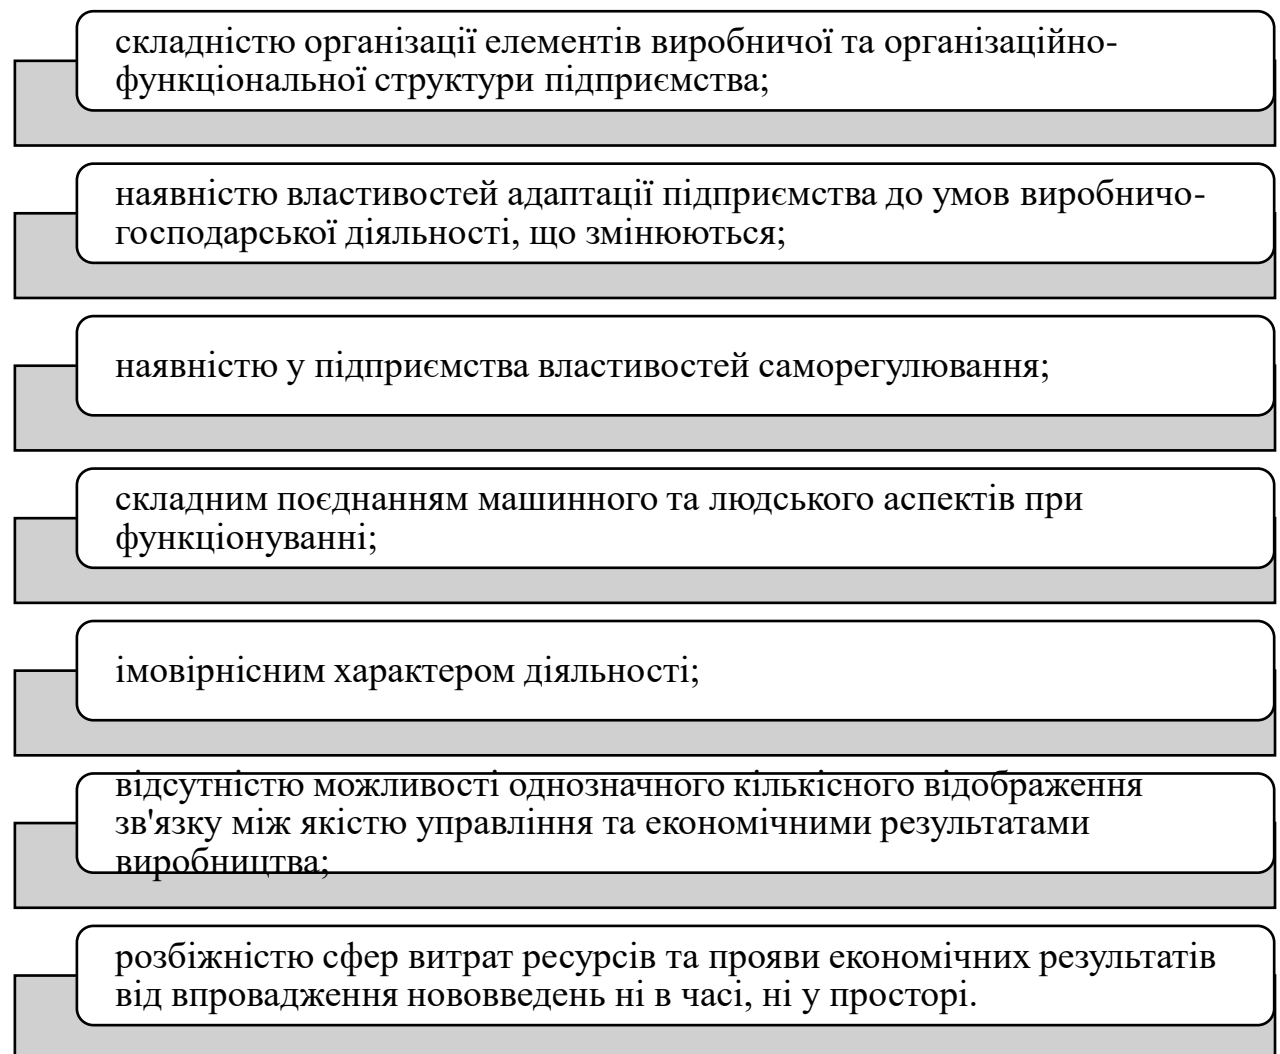 складністю організації елементів виробничої та організаційно-
функціональної структури підприємства;
наявністю властивостей адаптації підприємства до умов виробничо-
господарської діяльності, що змінюються;
наявністю у підприємства властивостей саморегулювання;
складним поєднанням машинного та людського аспектів при
функціонуванні;
імовірнісним характером діяльності;
відсутністю можливості однозначного кількісного відображення
зв'язку між якістю управління та економічними результатами
виробництва;
розбіжністю сфер витрат ресурсів та прояви економічних результатів
від впровадження нововведень ні в часі, ні у просторі.